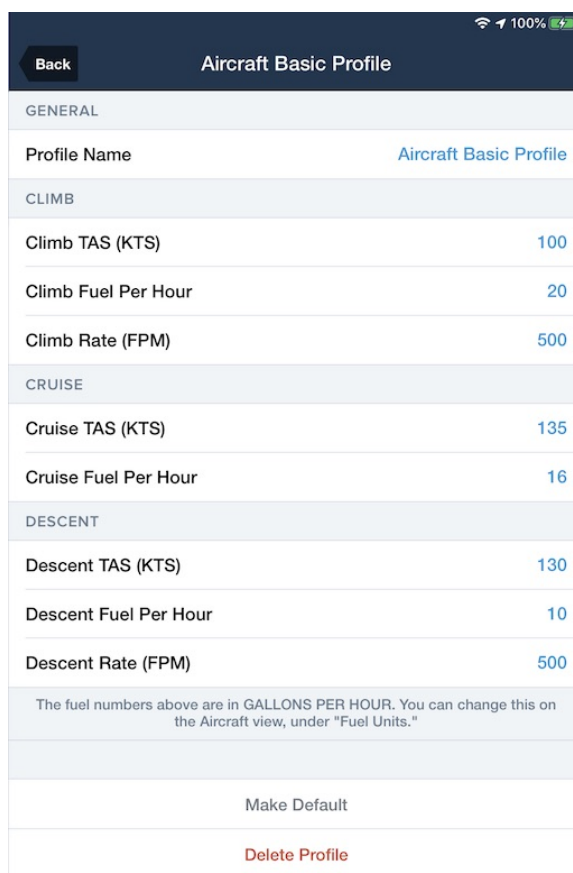 100%
Back
Aircraft Basic Profile
GENERAL
Profile Name Aircraft Basic Profile
CLIMB
Climb TAS (KTS) 100
Climb Fuel Per Hour 20
Climb Rate (FPM) 500
CRUISE
Cruise TAS (KTS) 135
Cruise Fuel Per Hour 16
DESCENT
Descent TAS (KTS) 130
Descent Fuel Per Hour 10
Descent Rate (FPM) 500
The fuel numbers above are in GALLONS PER HOUR. You can change this on
the Aircraft view, under "Fuel Units."
Make Default
Delete Profile